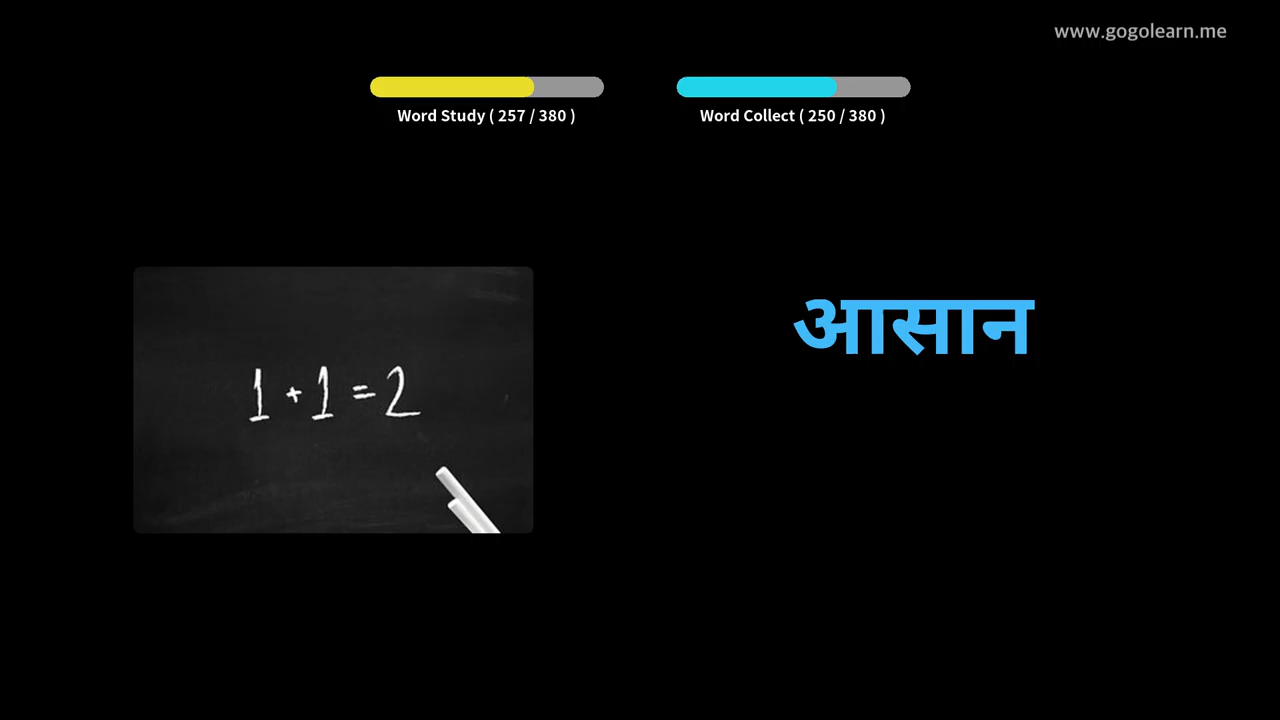 www.gogolearn.me
Word Study ( 257 / 380 )
Word Collect ( 250 / 380 )
आसान
1 + 1 = 2